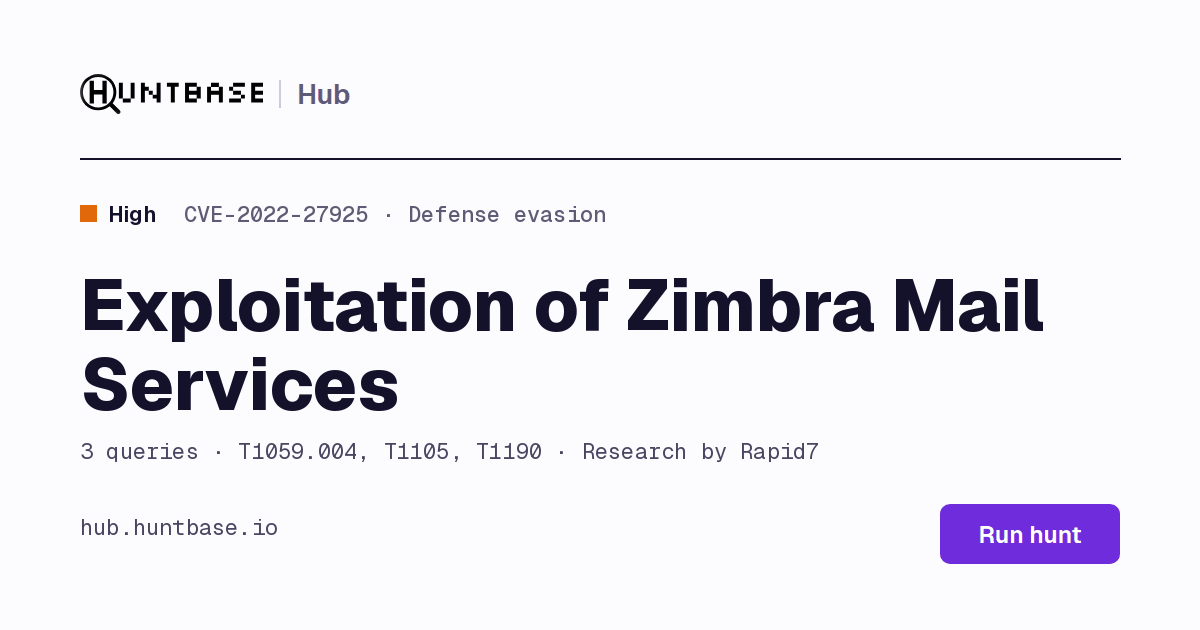 HUNTBASE | Hub
High CVE-2022-27925 · Defense evasion
Exploitation of Zimbra Mail
Services
3 queries · T1059.004, T1105, T1190 · Research by Rapid7
hub.huntbase.io
Run hunt